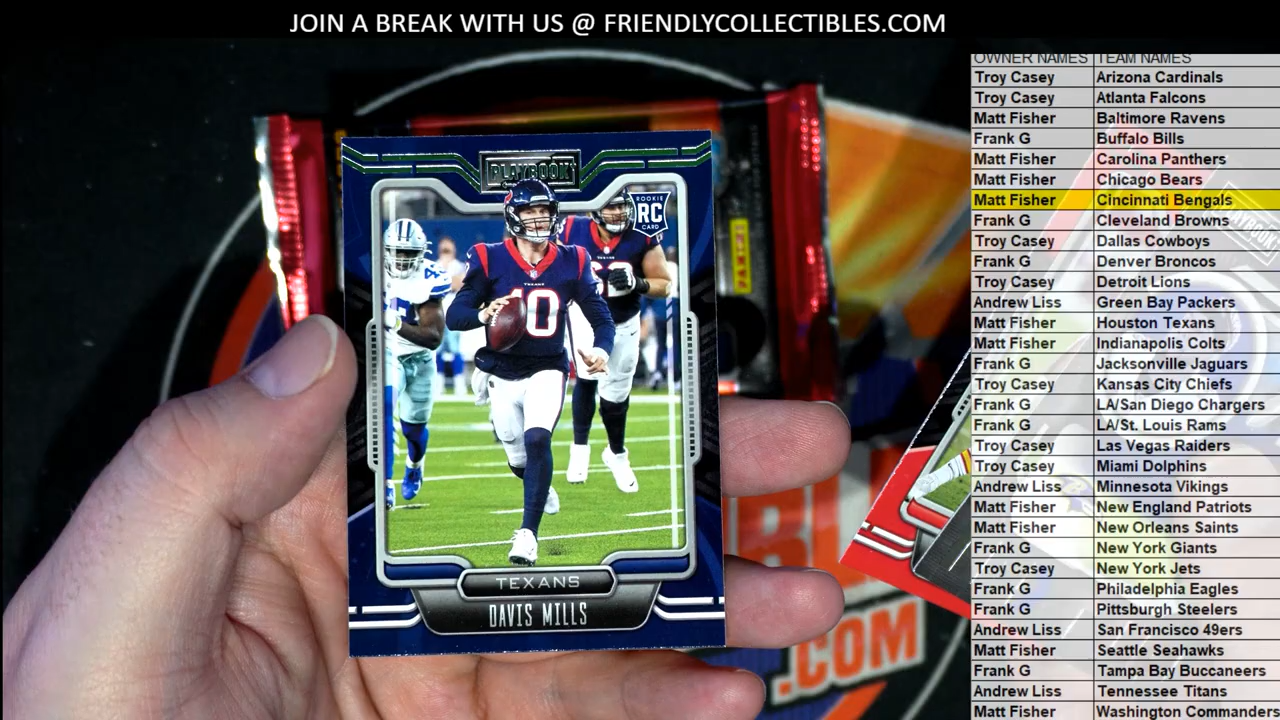 JOIN A BREAK WITH US @ FRIENDLYCOLLECTIBLES.COM
OWNER NAMES TEAM NAMES
Troy Casey Arizona Cardinals
Troy Casey Atlanta Falcons
Matt Fisher Baltimore Ravens
Frank G Buffalo Bills
Matt Fisher Carolina Panthers
Matt Fisher Chicago Bears
Matt Fisher Cincinnati Bengals
Frank G Cleveland Browns
Troy Casey Dallas Cowboys
Frank G Denver Broncos
Troy Casey Detroit Lions
Andrew Liss Green Bay Packers
Matt Fisher Houston Texans
Matt Fisher Indianapolis Colts
Frank G Jacksonville Jaguars
Troy Casey Kansas City Chiefs
Frank G LA/San Diego Chargers
Frank G LA/St. Louis Rams
Troy Casey Las Vegas Raiders
Troy Casey Miami Dolphins
Andrew Liss Minnesota Vikings
Matt Fisher New England Patriots
Matt Fisher New Orleans Saints
Frank G New York Giants
Troy Casey New York Jets
Frank G Philadelphia Eagles
Frank G Pittsburgh Steelers
Andrew Liss San Francisco 49ers
Matt Fisher Seattle Seahawks
Frank G Tampa Bay Buccaneers
Andrew Liss Tennessee Titans
Matt Fisher Washington Commanders
PLAYBOOK
ROOKIE
RC
CARD
TEXANS
10
TEXANS
DAVIS MILLS
PANINI
.COM